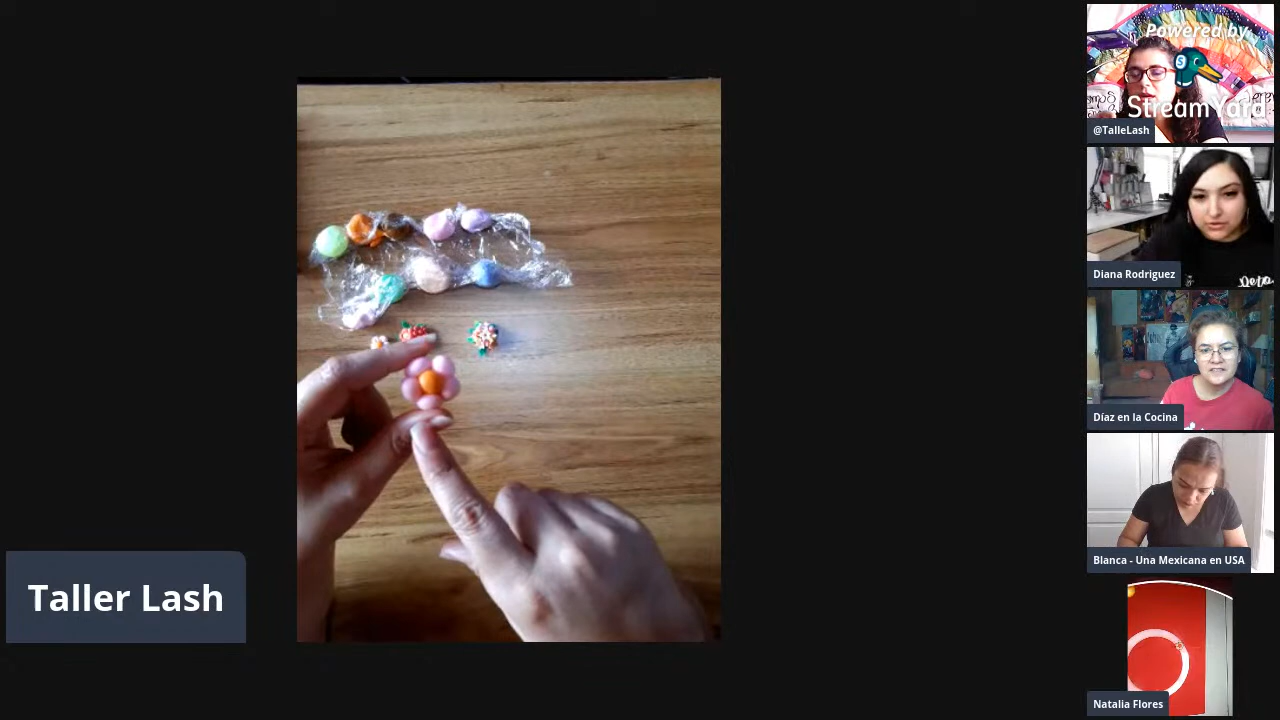 Powered by
StreamYard
@TalleLash
Diana Rodriguez
Díaz en la Cocina
Blanca - Una Mexicana en USA
Natalia Flores
Taller Lash